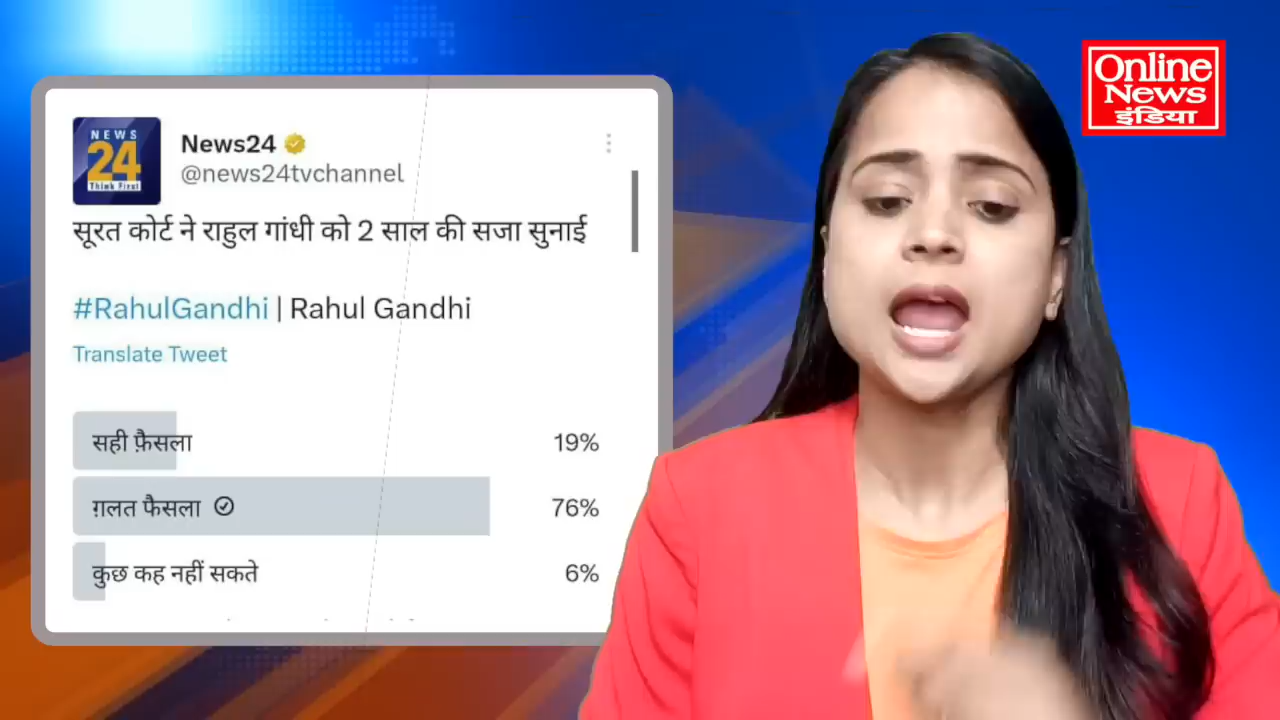 Online
News
इंडिया
NEWS
24
Think First
News24
@news24tvchannel
सूरत कोर्ट ने राहुल गांधी को 2 साल की सजा सुनाई
#RahulGandhi | Rahul Gandhi
Translate Tweet
सही फ़ैसला 19%
ग़लत फैसला 76%
कुछ कह नहीं सकते 6%